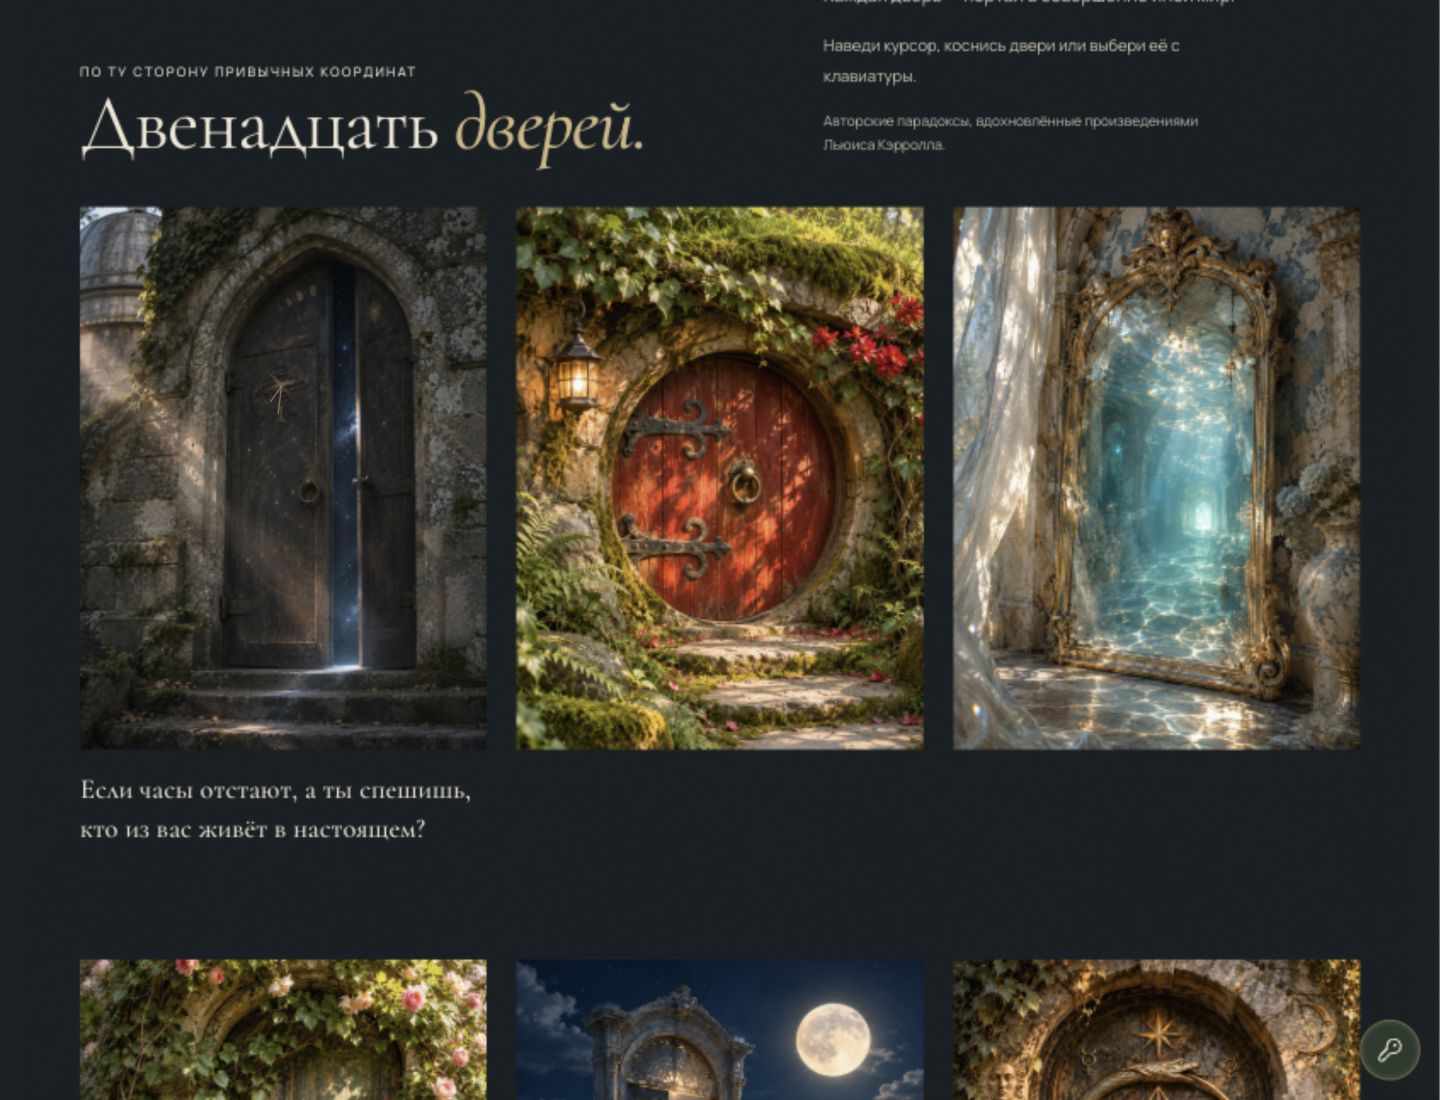 ПО ТУ СТОРОНУ ПРИВЫЧНЫХ КООРДИНАТ
Двенадцать дверей.
Наведи курсор, коснись двери или выбери её с
клавиатуры.
Авторские парадоксы, вдохновлённые произведениями
Льюиса Кэрролла.
Если часы отстают, а ты спешишь,
кто из вас живёт в настоящем?